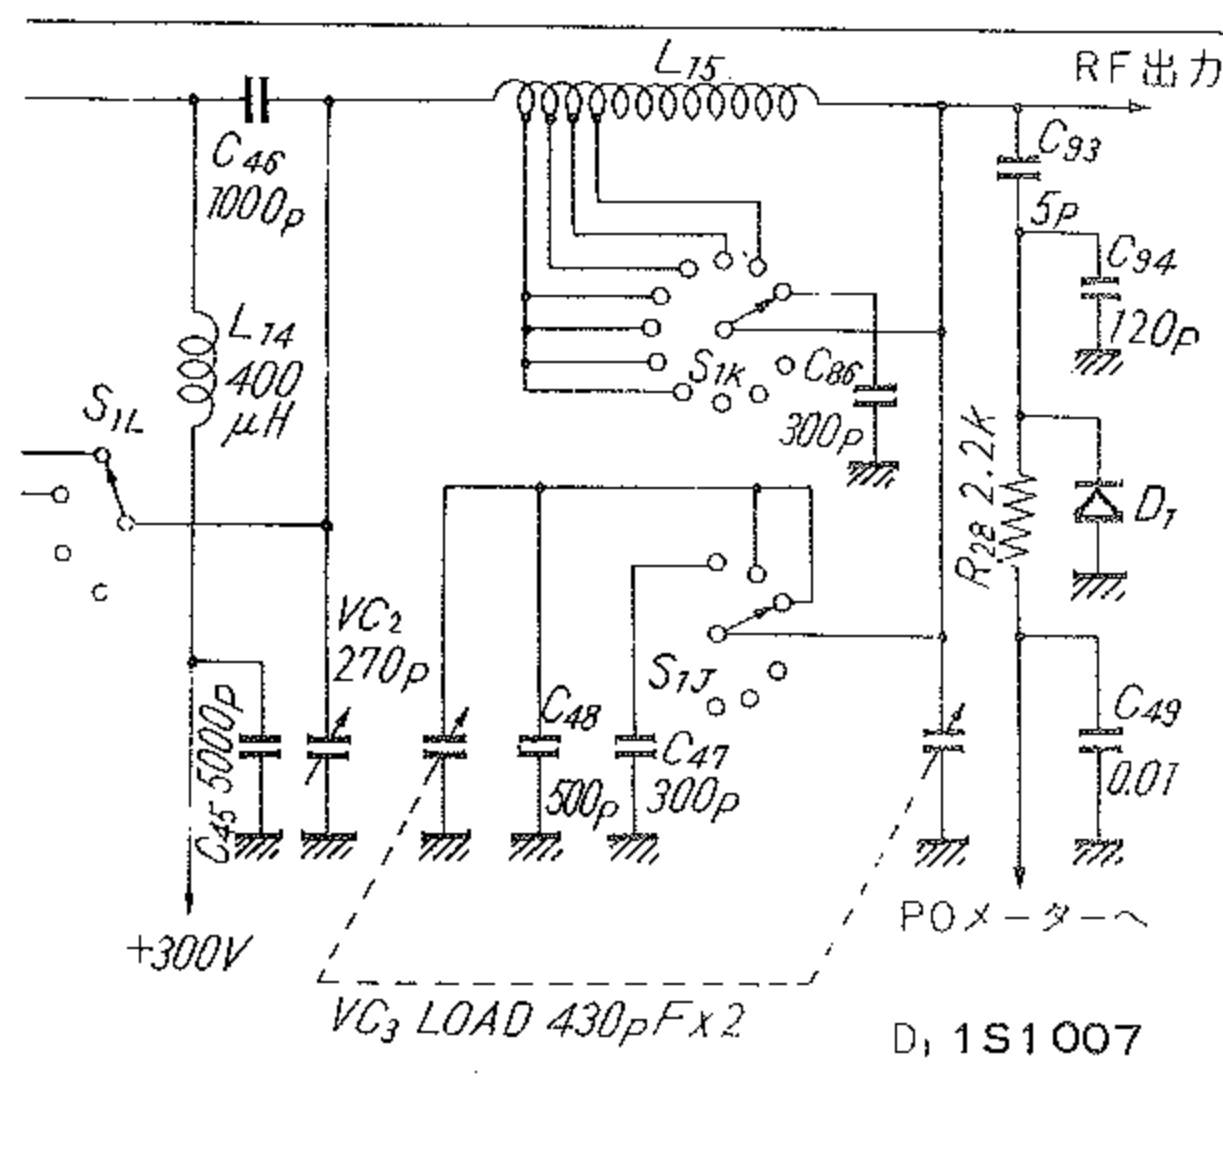 L15
RF出力
C46
1000p
C93
5p
C94
120p
L14
400
μH
S1L
S1K
C86
300p
R28 2.2K
D1
VC2
270p
S1J
C45 5000p
C48
500p
C47
300p
C49
0.01
+300V
POメーターへ
VC3 LOAD 430pF x 2
D1 1S1007